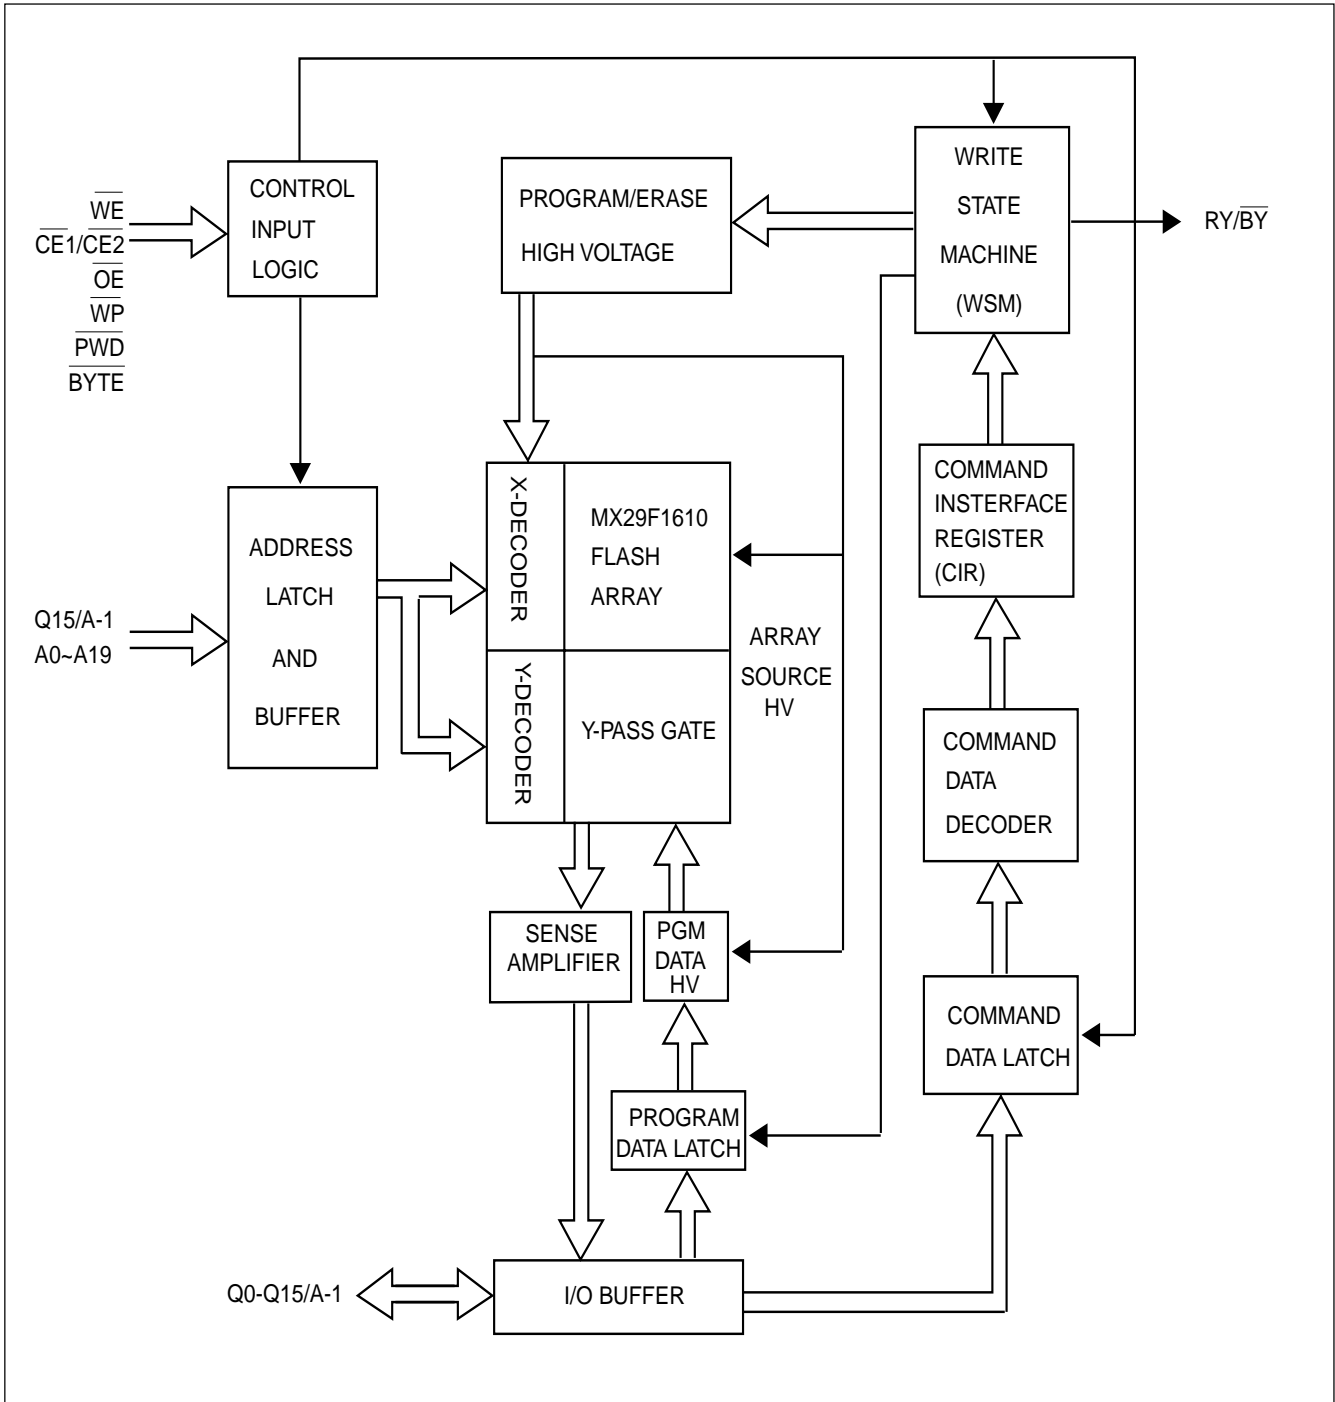 CONTROL
INPUT
LOGIC
WE
CE1/CE2
OE
WP
PWD
BYTE
PROGRAM/ERASE
HIGH VOLTAGE
WRITE
STATE
MACHINE
(WSM)
RY/BY
ADDRESS
LATCH
AND
BUFFER
Q15/A-1
A0~A19
X-DECODER
MX29F1610
FLASH
ARRAY
Y-DECODER
Y-PASS GATE
ARRAY
SOURCE
HV
COMMAND
INSTERFACE
REGISTER
(CIR)
COMMAND
DATA
DECODER
SENSE
AMPLIFIER
PGM
DATA
HV
COMMAND
DATA LATCH
PROGRAM
DATA LATCH
Q0-Q15/A-1
I/O BUFFER